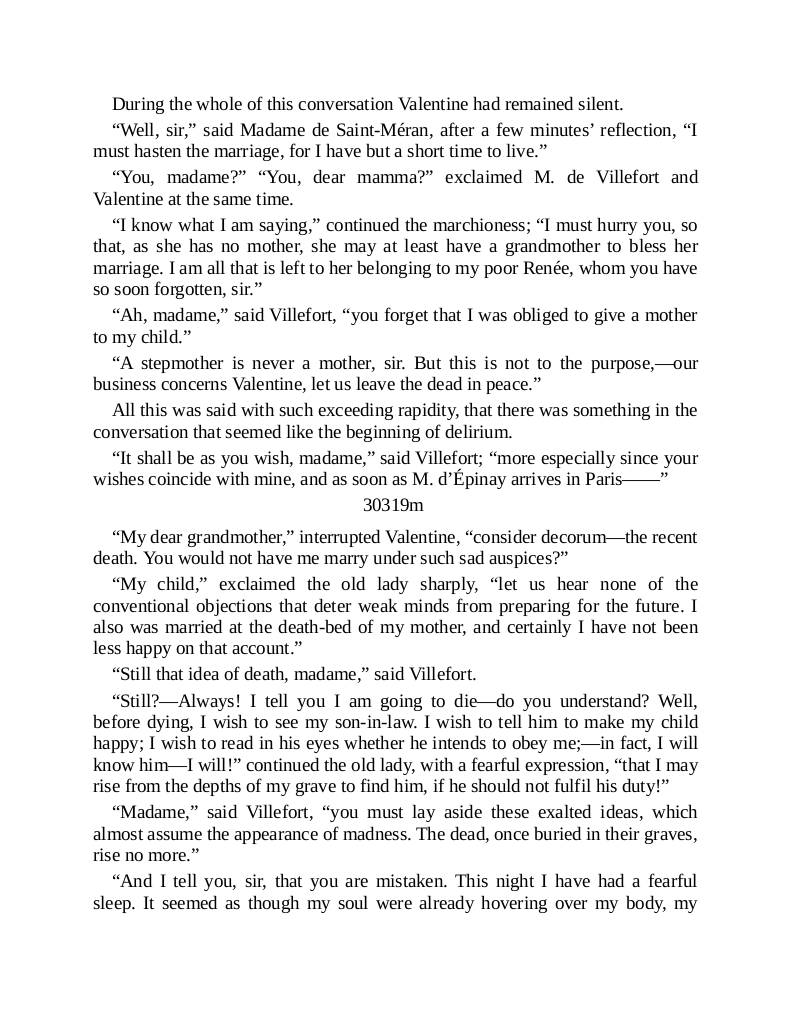 During the whole of this conversation Valentine had remained silent.
“Well, sir,” said Madame de Saint-Méran, after a few minutes’ reflection, “I
must hasten the marriage, for I have but a short time to live.”
“You, madame?” “You, dear mamma?” exclaimed M. de Villefort and
Valentine at the same time.
“I know what I am saying,” continued the marchioness; “I must hurry you, so
that, as she has no mother, she may at least have a grandmother to bless her
marriage. I am all that is left to her belonging to my poor Renée, whom you have
so soon forgotten, sir.”
“Ah, madame,” said Villefort, “you forget that I was obliged to give a mother
to my child.”
“A stepmother is never a mother, sir. But this is not to the purpose,—our
business concerns Valentine, let us leave the dead in peace.”
All this was said with such exceeding rapidity, that there was something in the
conversation that seemed like the beginning of delirium.
“It shall be as you wish, madame,” said Villefort; “more especially since your
wishes coincide with mine, and as soon as M. d’Épinay arrives in Paris——”
30319m
“My dear grandmother,” interrupted Valentine, “consider decorum—the recent
death. You would not have me marry under such sad auspices?”
“My child,” exclaimed the old lady sharply, “let us hear none of the
conventional objections that deter weak minds from preparing for the future. I
also was married at the death-bed of my mother, and certainly I have not been
less happy on that account.”
“Still that idea of death, madame,” said Villefort.
“Still?—Always! I tell you I am going to die—do you understand? Well,
before dying, I wish to see my son-in-law. I wish to tell him to make my child
happy; I wish to read in his eyes whether he intends to obey me;—in fact, I will
know him—I will!” continued the old lady, with a fearful expression, “that I may
rise from the depths of my grave to find him, if he should not fulfil his duty!”
“Madame,” said Villefort, “you must lay aside these exalted ideas, which
almost assume the appearance of madness. The dead, once buried in their graves,
rise no more.”
“And I tell you, sir, that you are mistaken. This night I have had a fearful
sleep. It seemed as though my soul were already hovering over my body, my